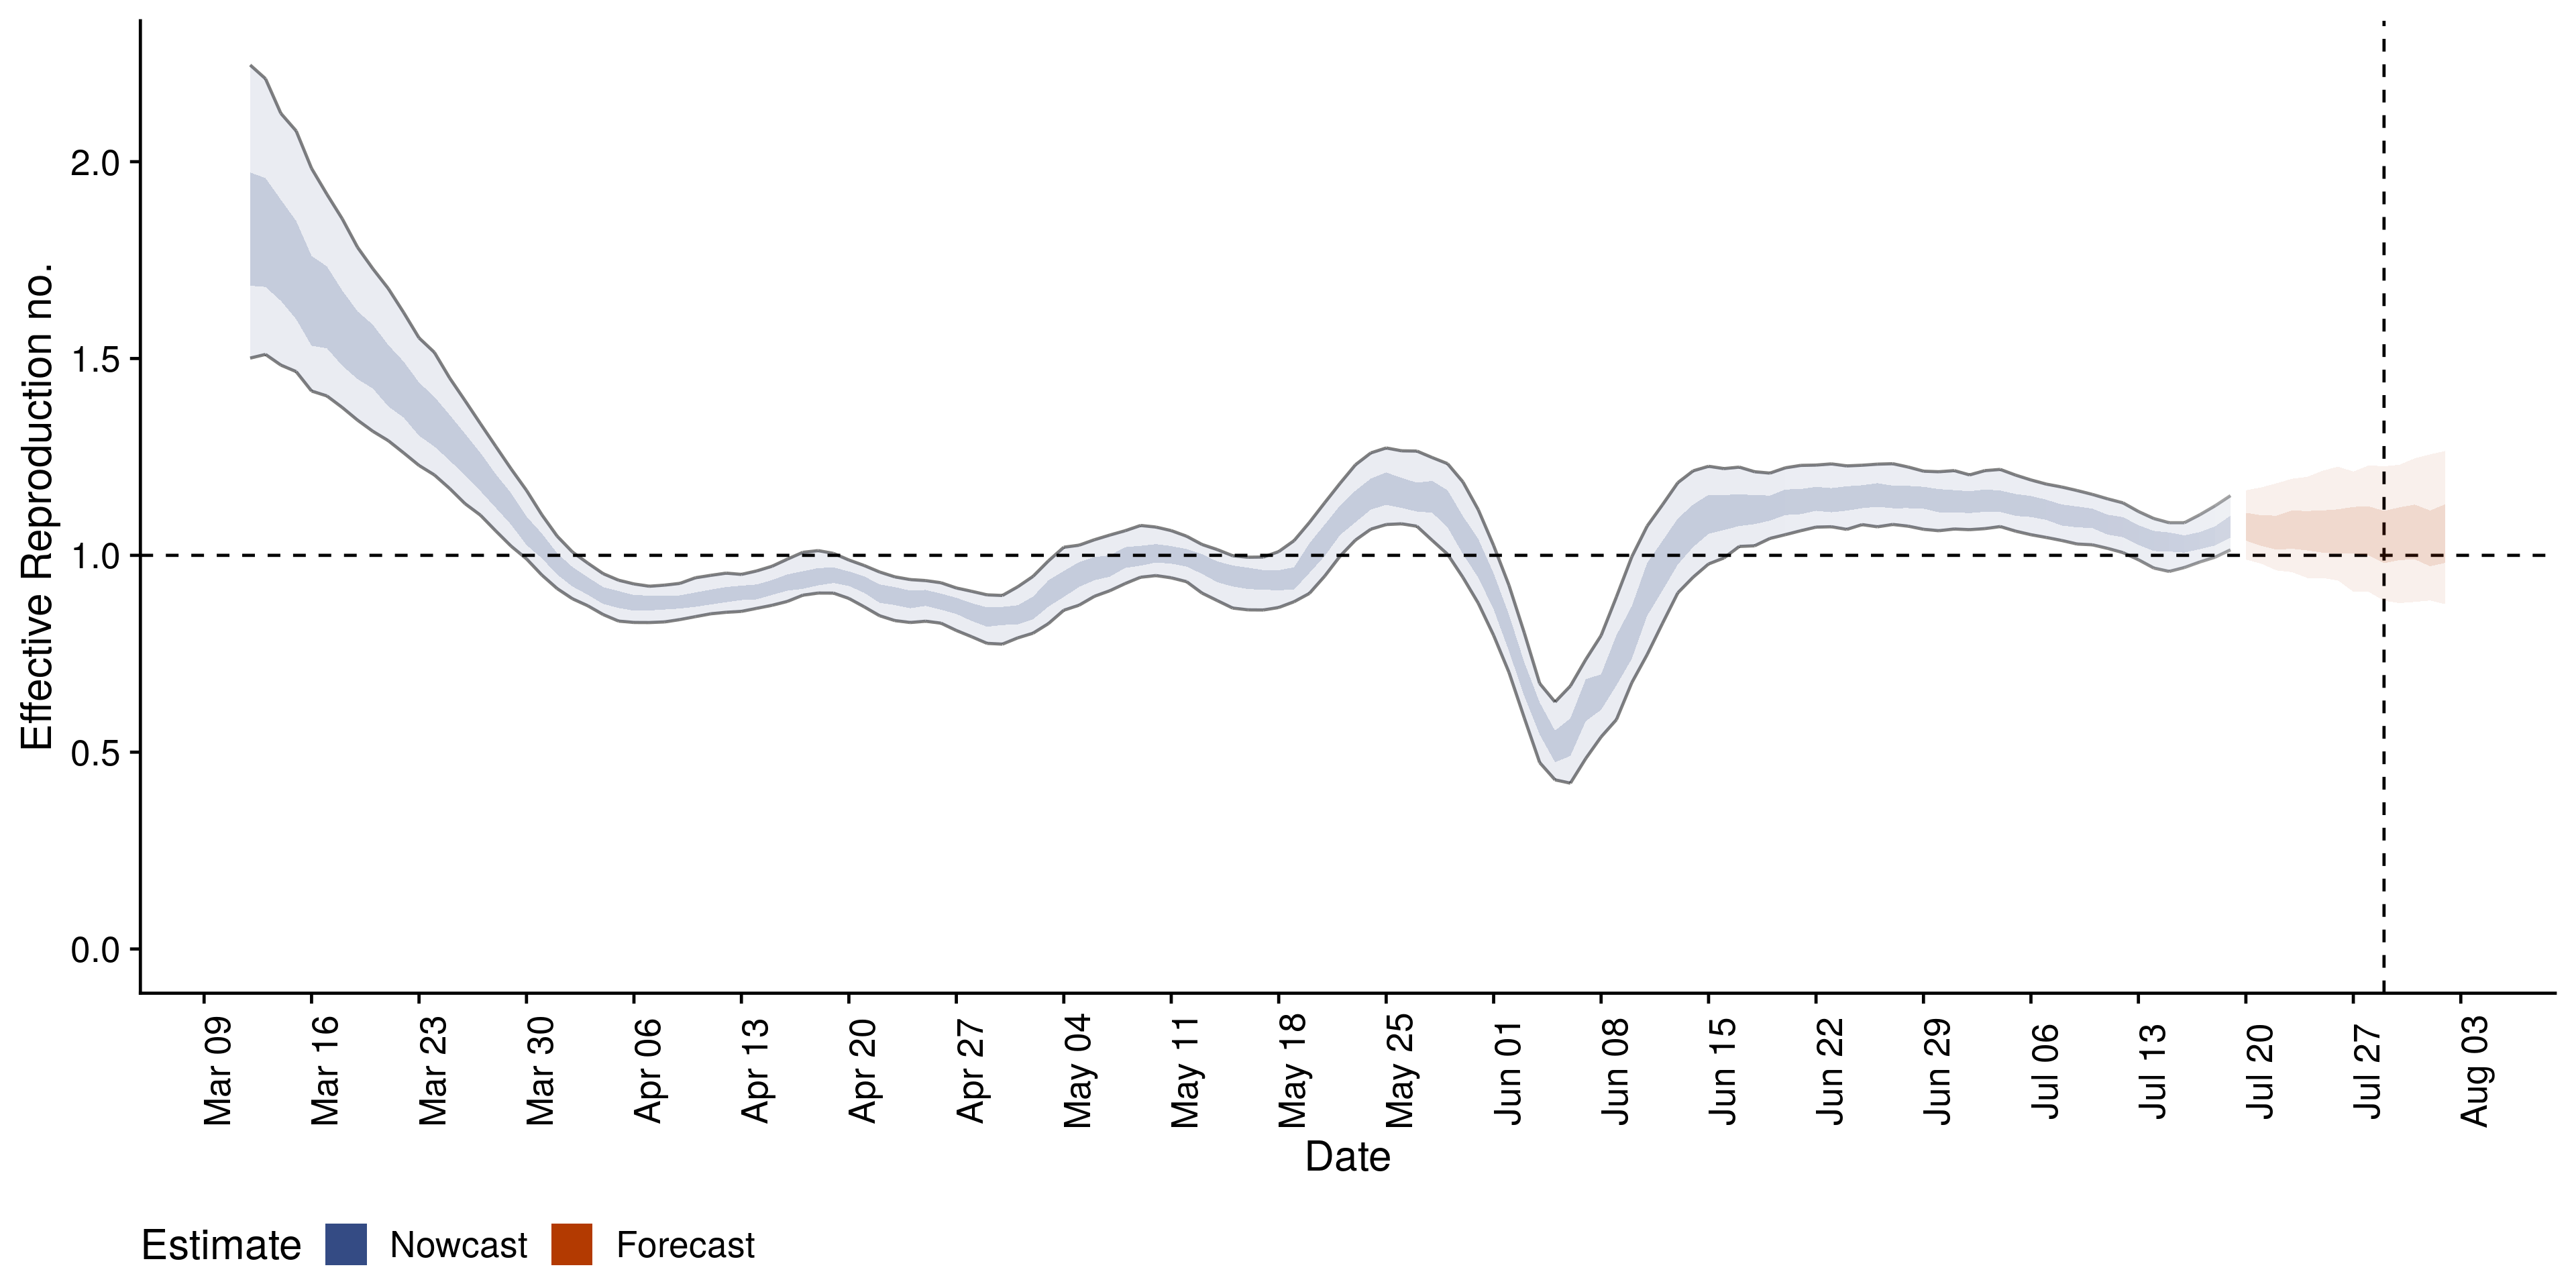 Effective Reproduction no.
2.0
1.5
1.0
0.5
0.0
Mar 09
Mar 16
Mar 23
Mar 30
Apr 06
Apr 13
Apr 20
Apr 27
May 04
May 11
May 18
May 25
Jun 01
Jun 08
Jun 15
Jun 22
Jun 29
Jul 06
Jul 13
Jul 20
Jul 27
Aug 03
Date
Estimate Nowcast Forecast